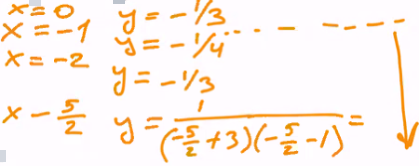 x = 0 y = - 1/3
x = -1 y = - 1/4
x = -2 y = - 1/3
x - 5/2 y = 1/((-5/2 + 3)(-5/2 - 1)) =